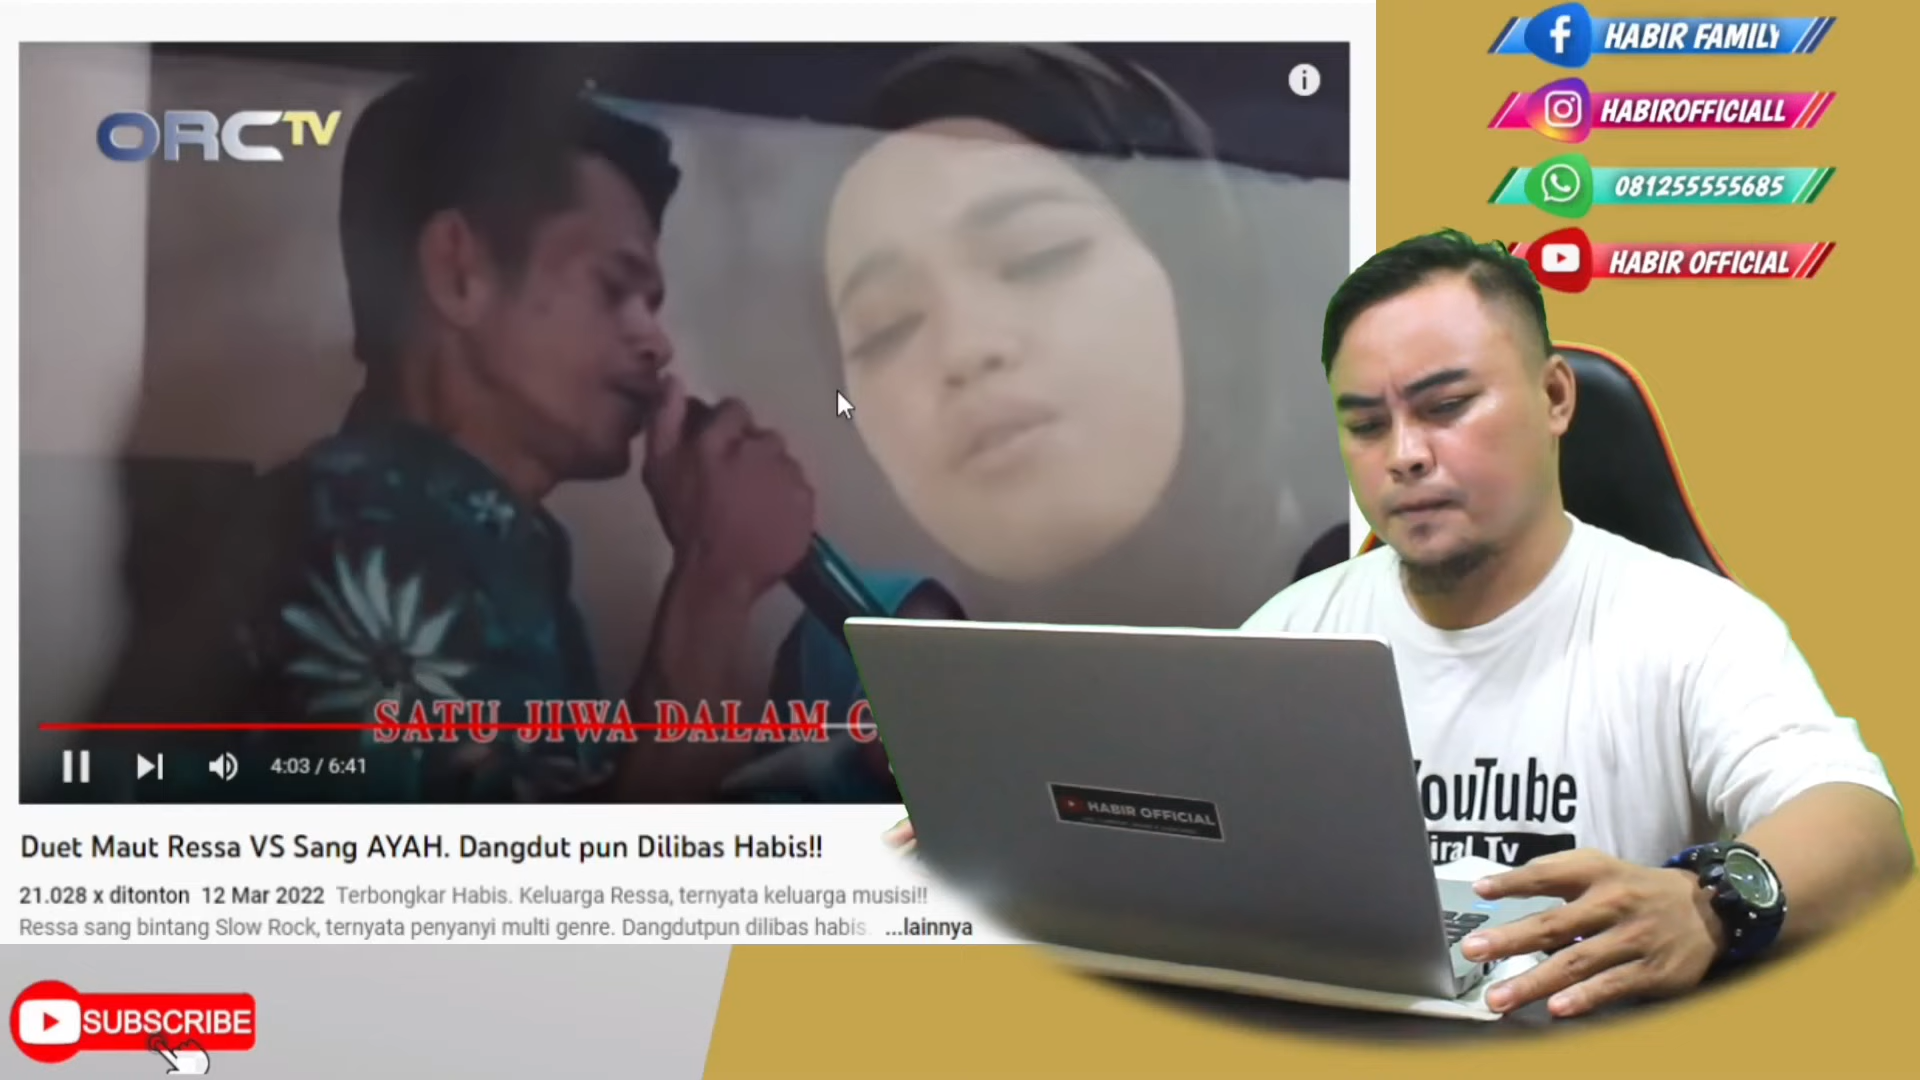 ORCTV
SATU JIWA DALAM
4:03 / 6:41
Duet Maut Ressa VS Sang AYAH. Dangdut pun Dilibas Habis!!
21.028 x ditonton 12 Mar 2022 Terbongkar Habis. Keluarga Ressa, ternyata keluarga musisi!!
Ressa sang bintang Slow Rock, ternyata penyanyi multi genre. Dangdutpun dilibas habis. ...lainnya
SUBSCRIBE
HABIR FAMILY
HABIROFFICIALL
081255555685
HABIR OFFICIAL
HABIR OFFICIAL
ouTube
iral Tv